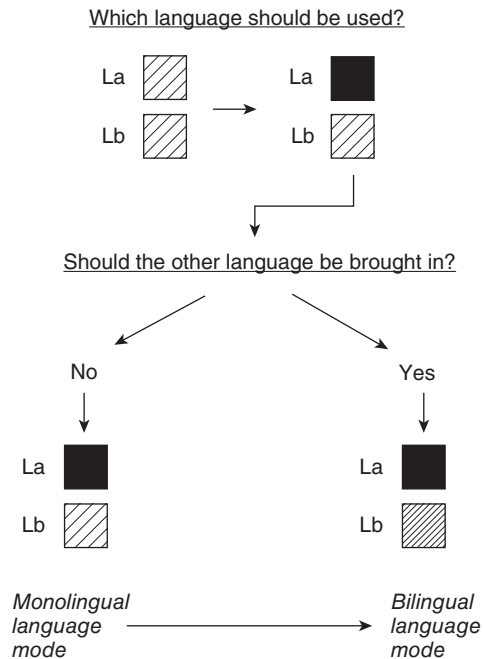 Which language should be used?
La
La
Lb
Lb
Should the other language be brought in?
No
Yes
La
La
Lb
Lb
Monolingual
language
mode
Bilingual
language
mode